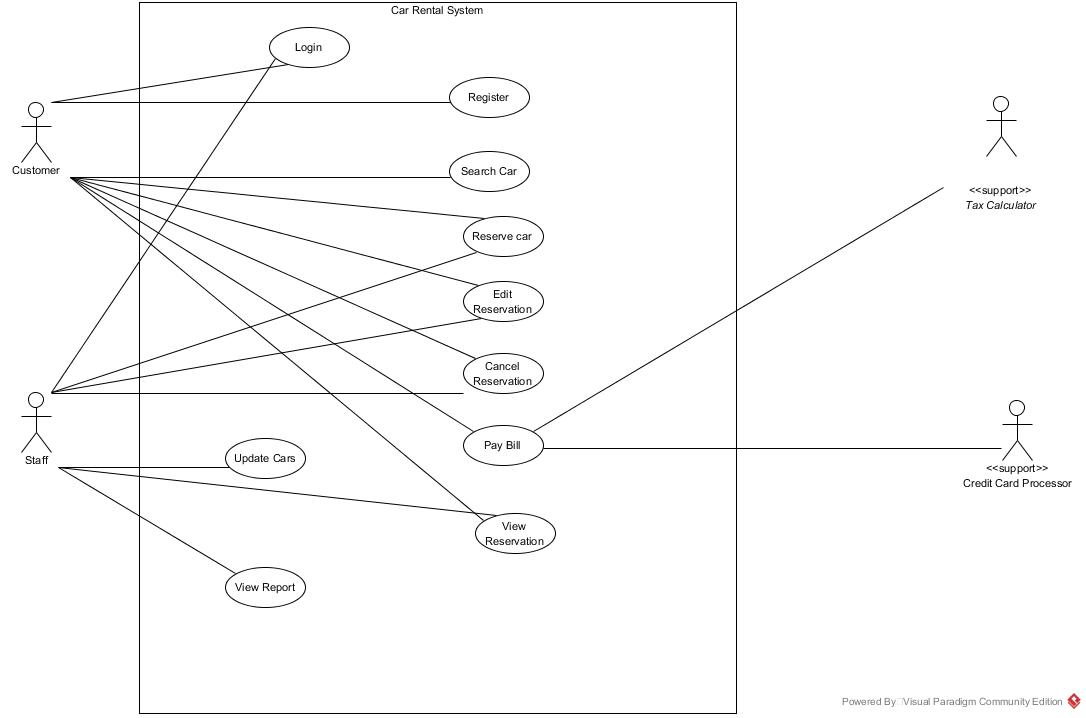 Car Rental System
Login
Register
Customer
Search Car
<<support>>
Tax Calculator
Reserve car
Edit
Reservation
Cancel
Reservation
Pay Bill
Staff
Update Cars
<<support>>
Credit Card Processor
View
Reservation
View Report
Powered By Visual Paradigm Community Edition